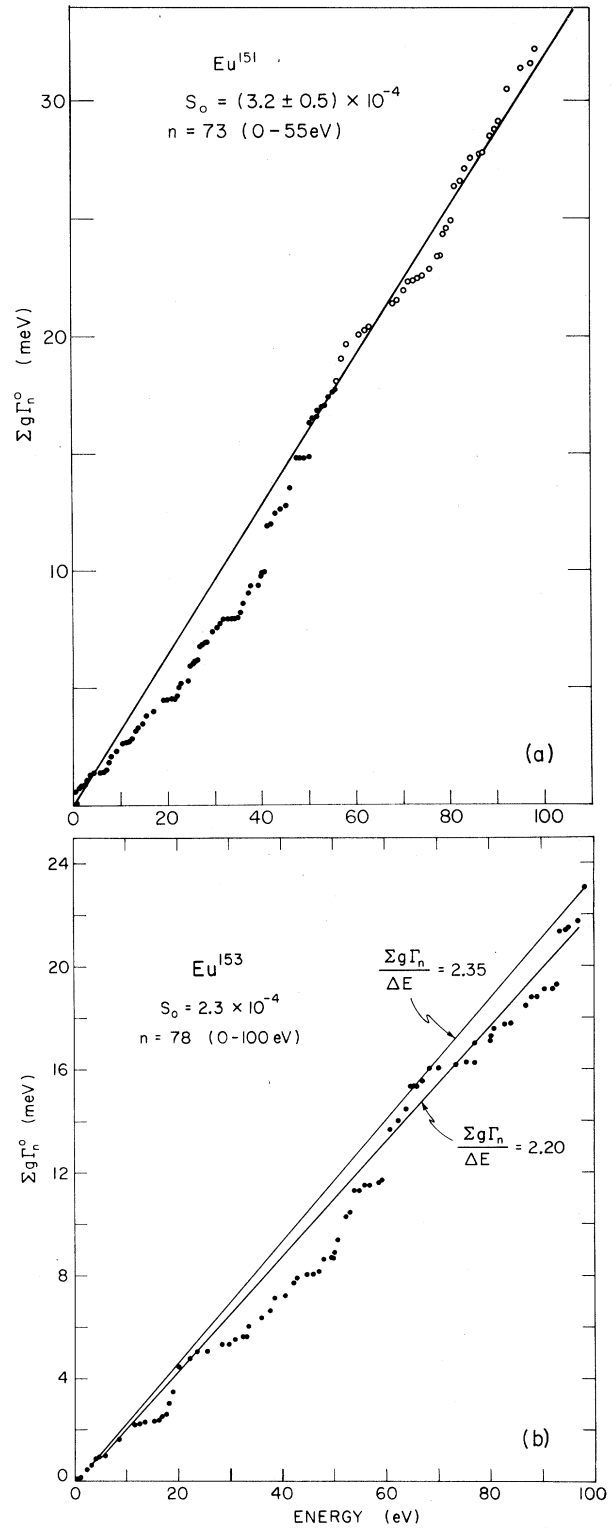 Eu¹⁵¹
S₀ = (3.2 ± 0.5) × 10⁻⁴
n = 73 (0-55eV)
30
20
10
0
ΣgΓₙ⁰ (meV)
0 20 40 60 80 100
(a)
24
20
16
12
8
4
0
ΣgΓₙ⁰ (meV)
Eu¹⁵³
S₀ = 2.3 × 10⁻⁴
n = 78 (0-100eV)
ΣgΓₙ/ΔE = 2.35
ΣgΓₙ/ΔE = 2.20
(b)
0 20 40 60 80 100
ENERGY (eV)